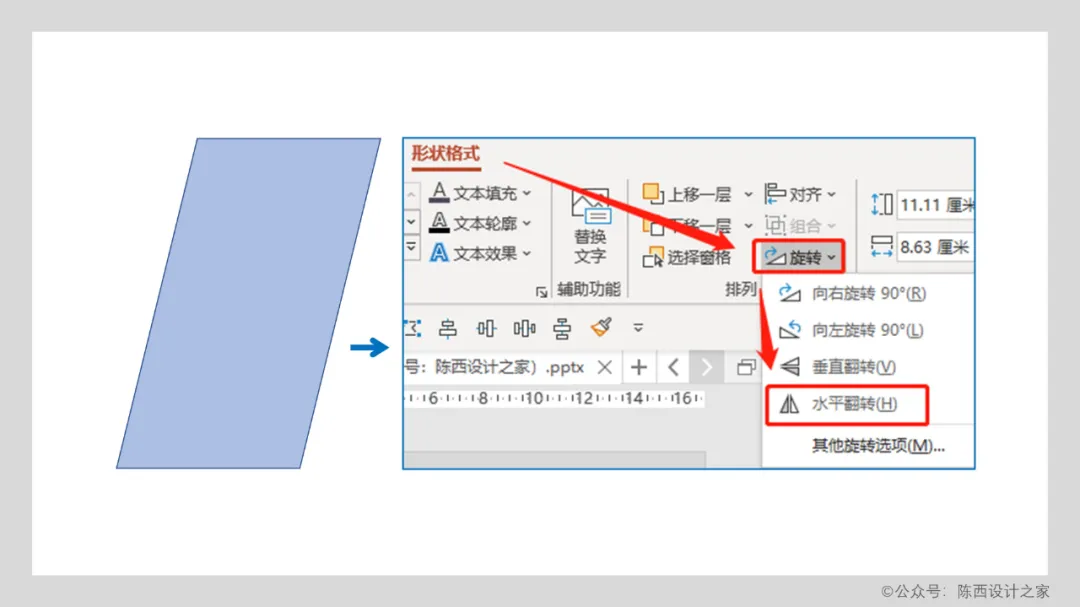 形状格式
文本填充
文本轮廓
文本效果
替换
文字
辅助功能
上移一层
下移一层
选择窗格
对齐
组合
旋转
排列
11.11 厘米
8.63 厘米
向右旋转 90°(R)
向左旋转 90°(L)
垂直翻转(V)
水平翻转(H)
其他旋转选项(M)...
号：陈西设计之家）.pptx
6 8 10 12 14 16
©公众号：陈西设计之家